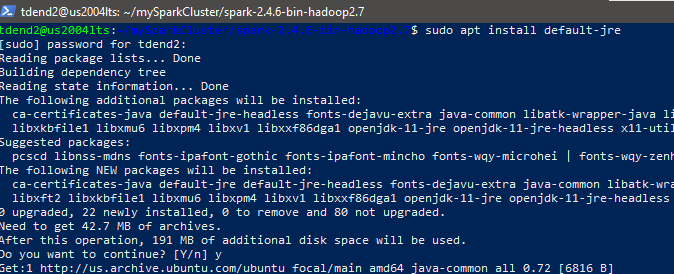 tdend2@us2004lts: ~/mySparkCluster/spark-2.4.6-bin-hadoop2.7
tdend2@us2004lts:~/mySparkCluster/spark-2.4.6-bin-hadoop2.7$ sudo apt install default-jre
[sudo] password for tdend2:
Reading package lists... Done
Building dependency tree
Reading state information... Done
The following additional packages will be installed:
ca-certificates-java default-jre-headless fonts-dejavu-extra java-common libatk-wrapper-java li
libxkbfile1 libxmu6 libxpm4 libxv1 libxxf86dga1 openjdk-11-jre openjdk-11-jre-headless x11-util
Suggested packages:
pcscd libnss-mdns fonts-ipafont-gothic fonts-ipafont-mincho fonts-wqy-microhei | fonts-wqy-zenh
The following NEW packages will be installed:
ca-certificates-java default-jre default-jre-headless fonts-dejavu-extra java-common libatk-wra
libxft2 libxkbfile1 libxmu6 libxpm4 libxv1 libxxf86dga1 openjdk-11-jre openjdk-11-jre-headless
0 upgraded, 22 newly installed, 0 to remove and 80 not upgraded.
Need to get 42.7 MB of archives.
After this operation, 191 MB of additional disk space will be used.
Do you want to continue? [Y/n] y
Get:1 http://us.archive.ubuntu.com/ubuntu focal/main amd64 java-common all 0.72 [6816 B]